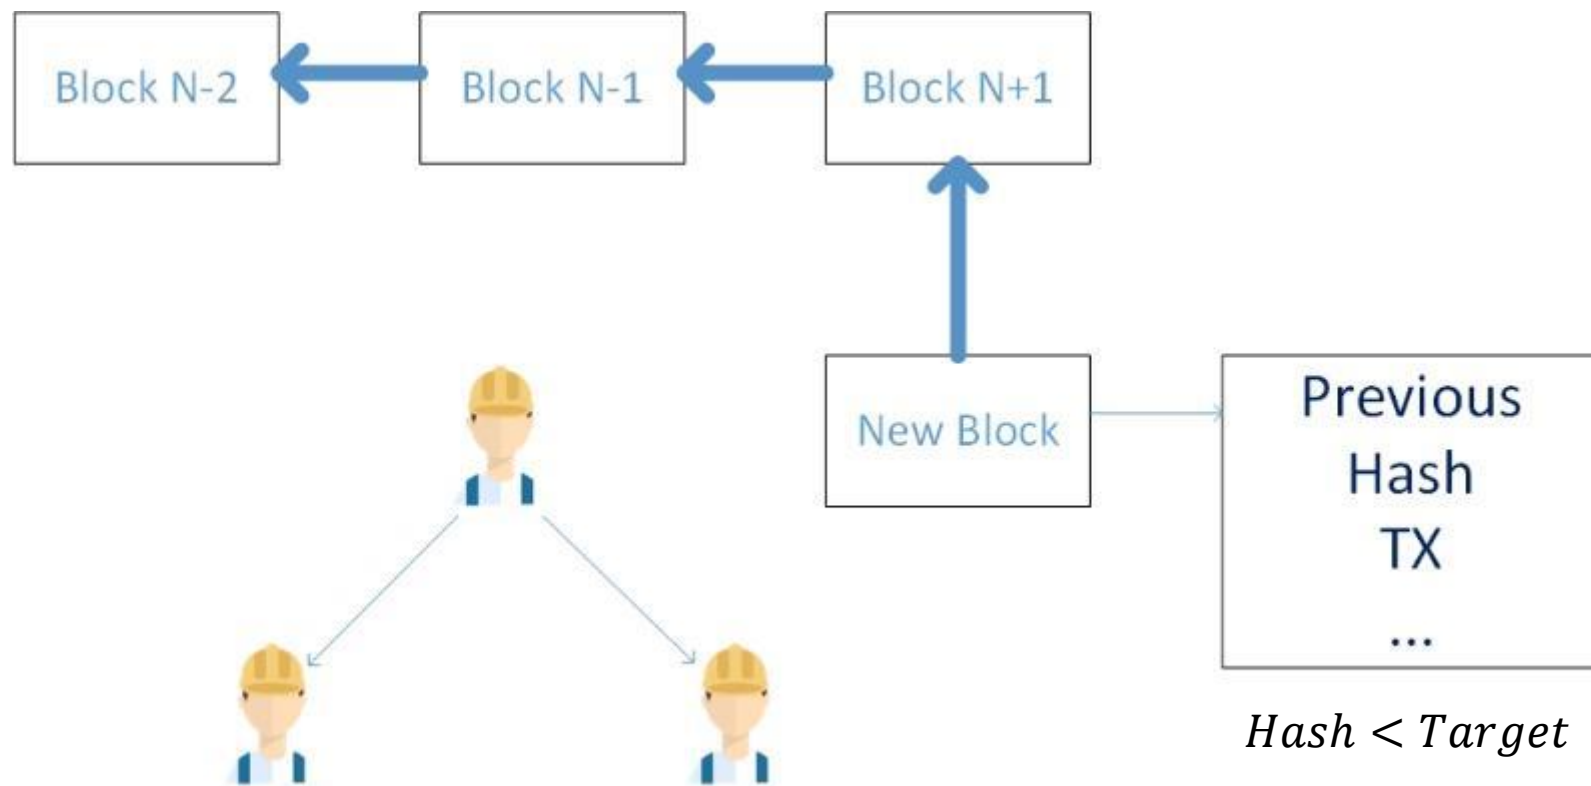 Block N-2
Block N-1
Block N+1
New Block
Previous
Hash
TX
...
Hash < Target